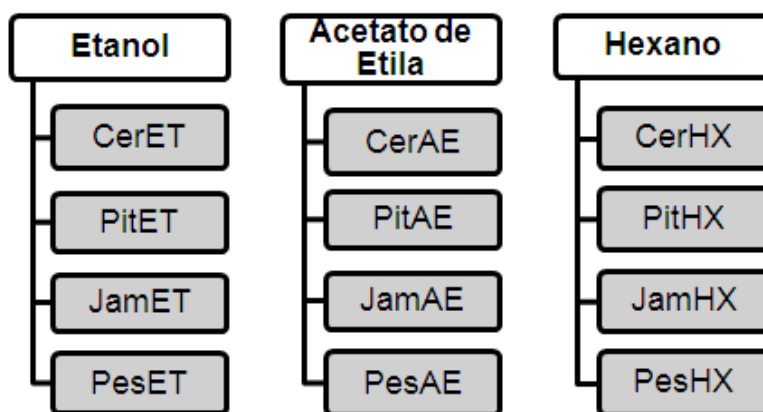 Etanol
CerET
PitET
JamET
PesET
Acetato de
Etila
CerAE
PitAE
JamAE
PesAE
Hexano
CerHX
PitHX
JamHX
PesHX